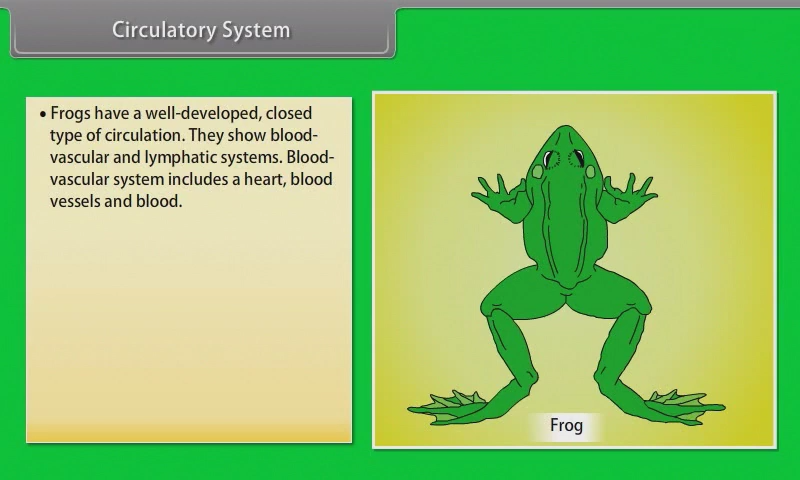 Circulatory System
• Frogs have a well-developed, closed
type of circulation. They show blood-
vascular and lymphatic systems. Blood-
vascular system includes a heart, blood
vessels and blood.
Frog